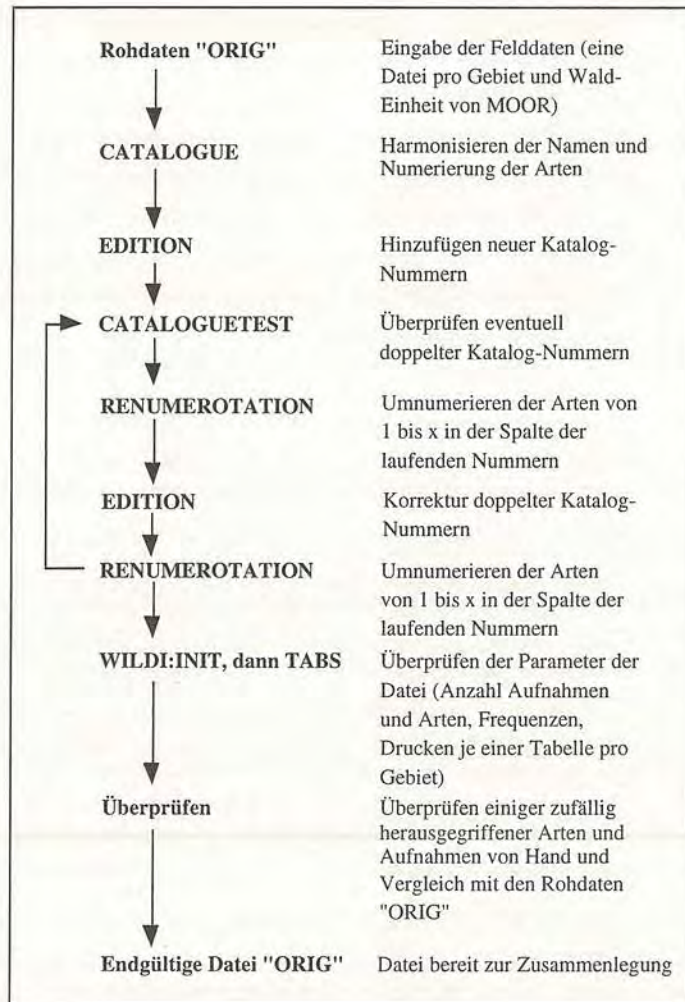 Rohdaten "ORIG"
Eingabe der Felddaten (eine
Datei pro Gebiet und Wald-
Einheit von MOOR)
CATALOGUE
Harmonisieren der Namen und
Numerierung der Arten
EDITION
Hinzufügen neuer Katalog-
Nummern
CATALOGUETEST
Überprüfen eventuell
doppelter Katalog-Nummern
RENUMEROTATION
Umnumerieren der Arten von
1 bis x in der Spalte der
laufenden Nummern
EDITION
Korrektur doppelter Katalog-
Nummern
RENUMEROTATION
Umnumerieren der Arten
von 1 bis x in der Spalte der
laufenden Nummern
WILDI:INIT, dann TABS
Überprüfen der Parameter der
Datei (Anzahl Aufnahmen
und Arten, Frequenzen,
Drucken je einer Tabelle pro
Gebiet)
Überprüfen
Überprüfen einiger zufällig
herausgegriffener Arten und
Aufnahmen von Hand und
Vergleich mit den Rohdaten
"ORIG"
Endgültige Datei "ORIG"
Datei bereit zur Zusammenlegung